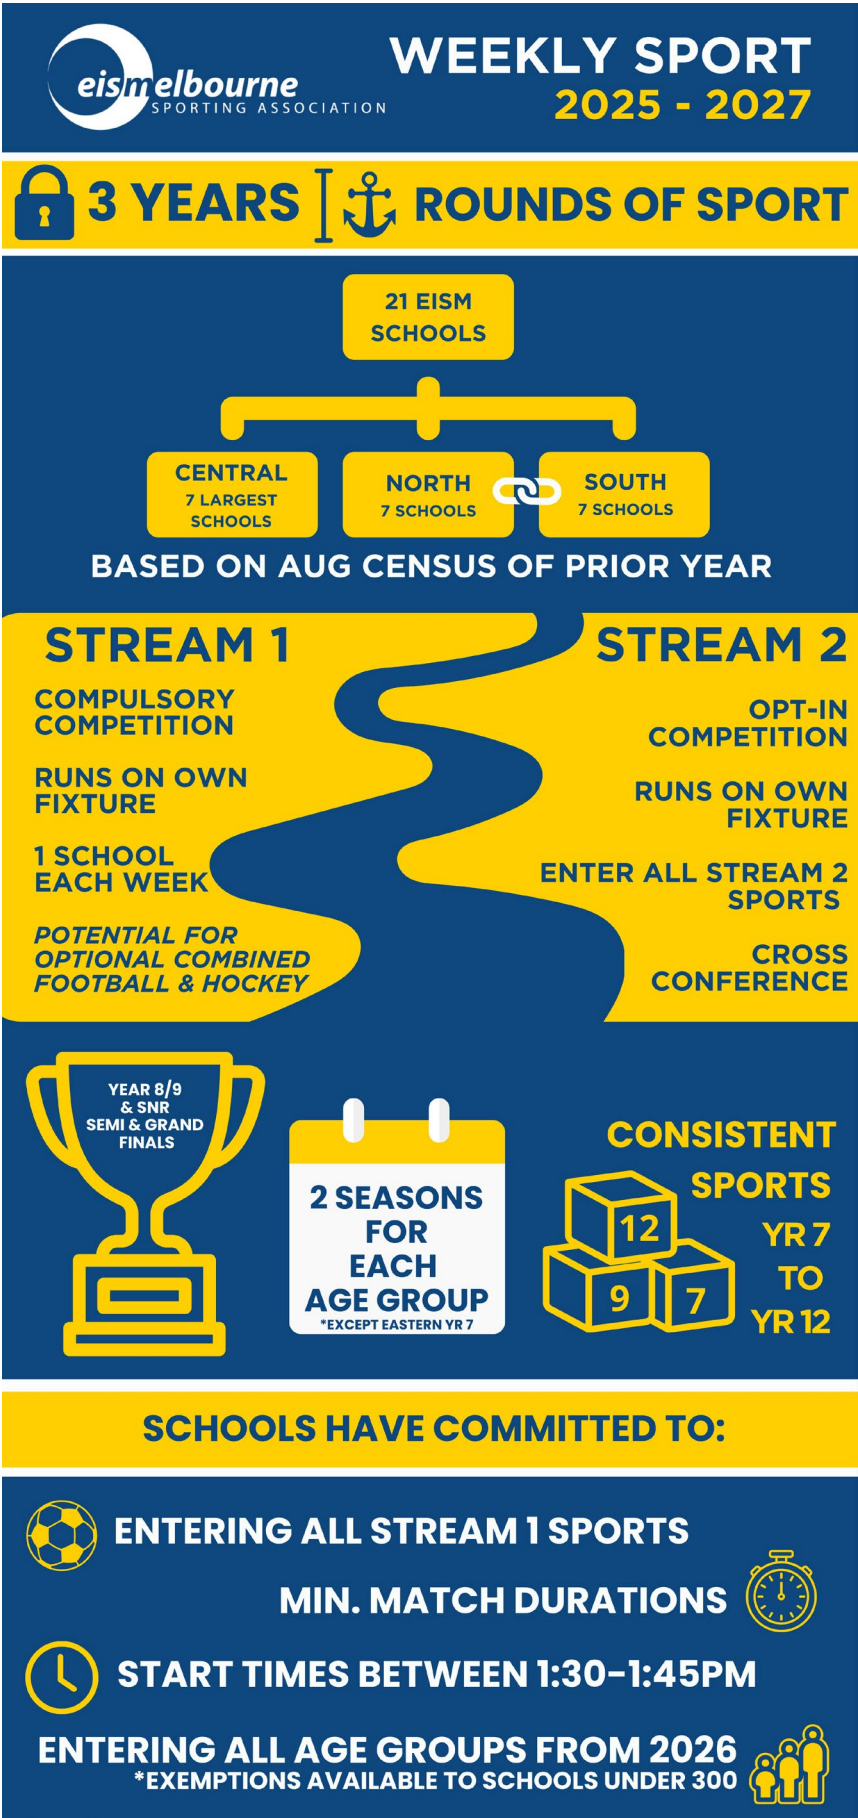 eismelbourne
SPORTING ASSOCIATION
WEEKLY SPORT
2025 - 2027
3 YEARS
ROUNDS OF SPORT
21 EISM
SCHOOLS
CENTRAL
7 LARGEST
SCHOOLS
NORTH
7 SCHOOLS
SOUTH
7 SCHOOLS
BASED ON AUG CENSUS OF PRIOR YEAR
STREAM 1
COMPULSORY
COMPETITION
RUNS ON OWN
FIXTURE
1 SCHOOL
EACH WEEK
POTENTIAL FOR
OPTIONAL COMBINED
FOOTBALL & HOCKEY
STREAM 2
OPT-IN
COMPETITION
RUNS ON OWN
FIXTURE
ENTER ALL STREAM 2
SPORTS
CROSS
CONFERENCE
YEAR 8/9
& SNR
SEMI & GRAND
FINALS
2 SEASONS
FOR
EACH
AGE GROUP
*EXCEPT EASTERN YR 7
CONSISTENT
SPORTS
YR 7
TO
YR 12
12
9
7
SCHOOLS HAVE COMMITTED TO:
ENTERING ALL STREAM 1 SPORTS
MIN. MATCH DURATIONS
START TIMES BETWEEN 1:30-1:45PM
ENTERING ALL AGE GROUPS FROM 2026
*EXEMPTIONS AVAILABLE TO SCHOOLS UNDER 300